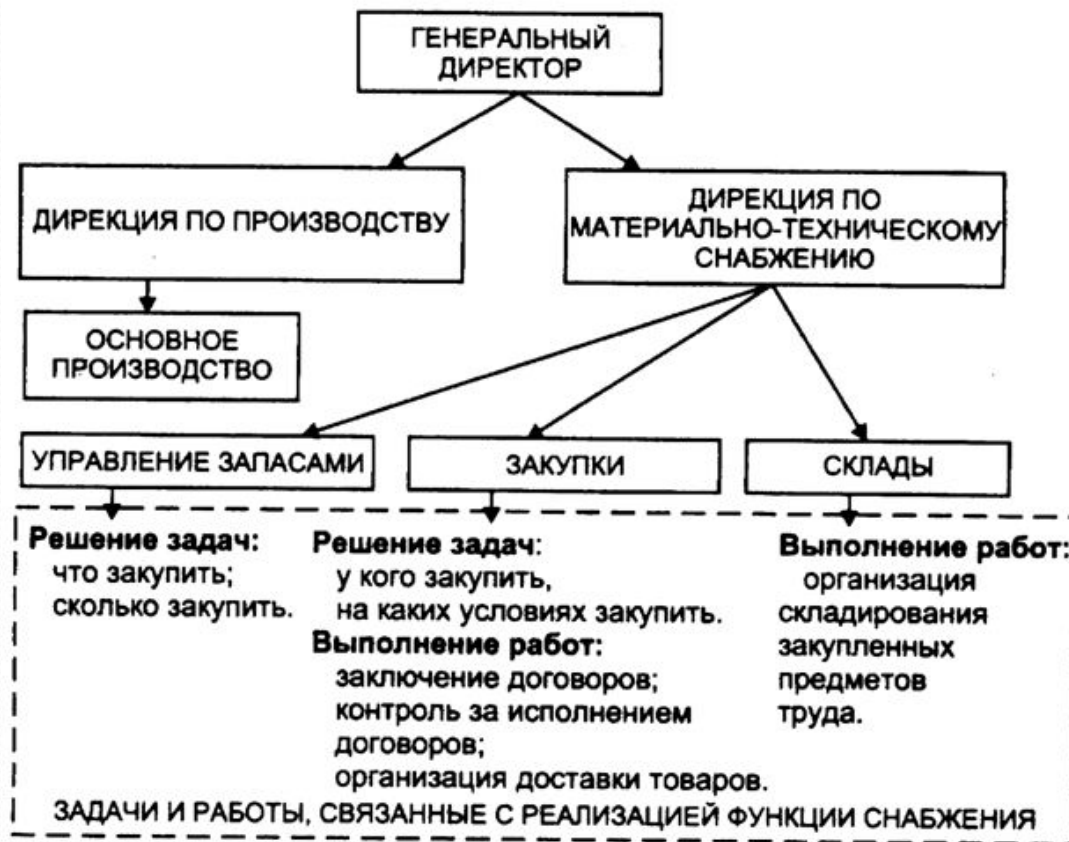 ГЕНЕРАЛЬНЫЙ
ДИРЕКТОР
ДИРЕКЦИЯ ПО ПРОИЗВОДСТВУ
ДИРЕКЦИЯ ПО
МАТЕРИАЛЬНО-ТЕХНИЧЕСКОМУ
СНАБЖЕНИЮ
ОСНОВНОЕ
ПРОИЗВОДСТВО
УПРАВЛЕНИЕ ЗАПАСАМИ
ЗАКУПКИ
СКЛАДЫ
Решение задач:
что закупить;
сколько закупить.
Решение задач:
у кого закупить,
на каких условиях закупить.
Выполнение работ:
заключение договоров;
контроль за исполнением
договоров;
организация доставки товаров.
Выполнение работ:
организация
складирования
закупленных
предметов
труда.
ЗАДАЧИ И РАБОТЫ, СВЯЗАННЫЕ С РЕАЛИЗАЦИЕЙ ФУНКЦИИ СНАБЖЕНИЯ